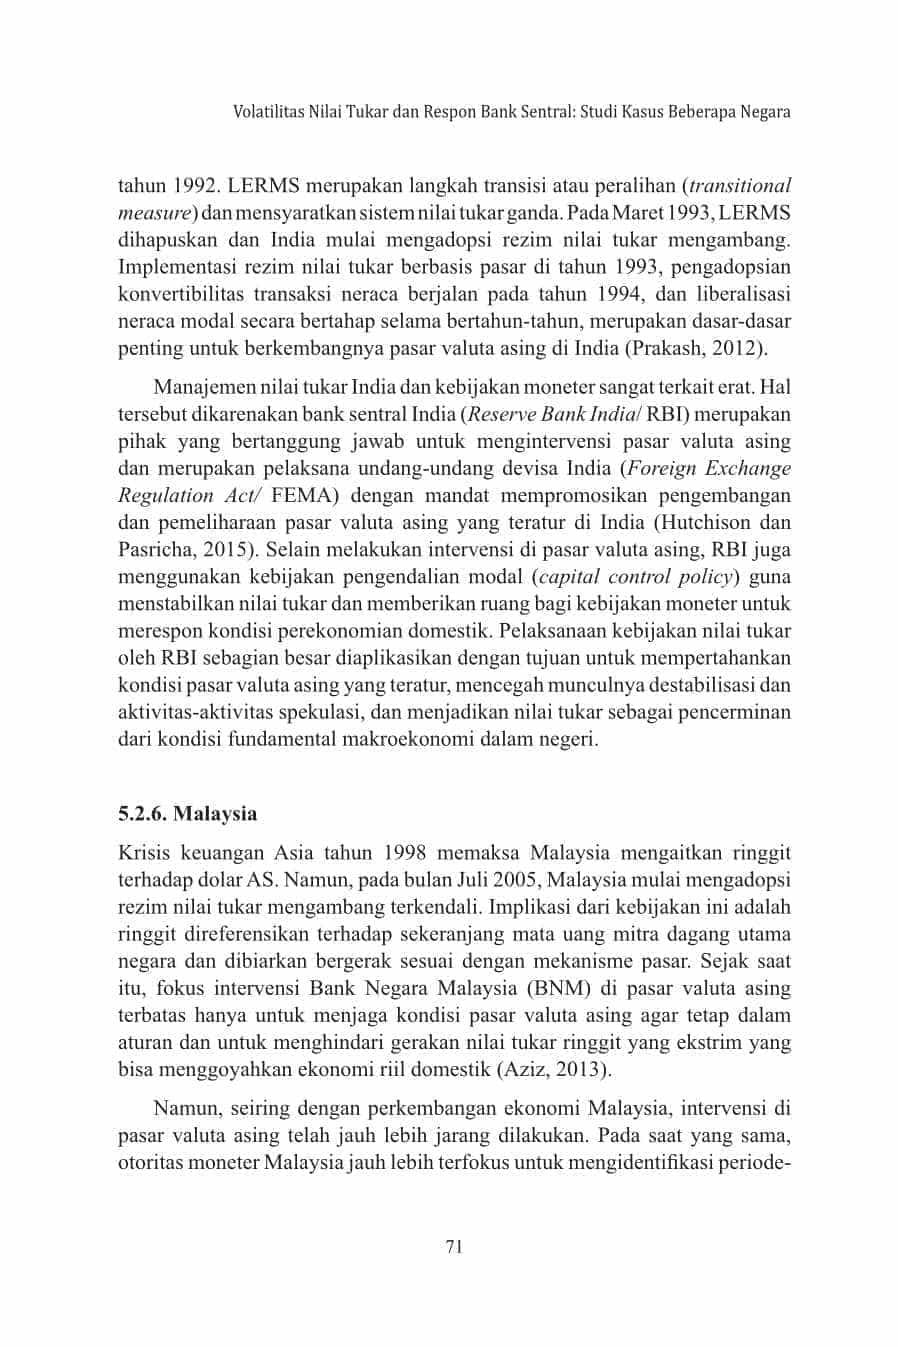 Volatilitas Nilai Tukar dan Respon Bank Sentral: Studi Kasus Beberapa Negara
tahun 1992. LERMS merupakan langkah transisi atau peralihan (transitional
measure) dan mensyaratkan sistem nilai tukar ganda. Pada Maret 1993, LERMS
dihapuskan dan India mulai mengadopsi rezim nilai tukar mengambang.
Implementasi rezim nilai tukar berbasis pasar di tahun 1993, pengadopsian
konvertibilitas transaksi neraca berjalan pada tahun 1994, dan liberalisasi
neraca modal secara bertahap selama bertahun-tahun, merupakan dasar-dasar
penting untuk berkembangnya pasar valuta asing di India (Prakash, 2012).
Manajemen nilai tukar India dan kebijakan moneter sangat terkait erat. Hal
tersebut dikarenakan bank sentral India (Reserve Bank India/ RBI) merupakan
pihak yang bertanggung jawab untuk mengintervensi pasar valuta asing
dan merupakan pelaksana undang-undang devisa India (Foreign Exchange
Regulation Act/ FEMA) dengan mandat mempromosikan pengembangan
dan pemeliharaan pasar valuta asing yang teratur di India (Hutchison dan
Pasricha, 2015). Selain melakukan intervensi di pasar valuta asing, RBI juga
menggunakan kebijakan pengendalian modal (capital control policy) guna
menstabilkan nilai tukar dan memberikan ruang bagi kebijakan moneter untuk
merespon kondisi perekonomian domestik. Pelaksanaan kebijakan nilai tukar
oleh RBI sebagian besar diaplikasikan dengan tujuan untuk mempertahankan
kondisi pasar valuta asing yang teratur, mencegah munculnya destabilisasi dan
aktivitas-aktivitas spekulasi, dan menjadikan nilai tukar sebagai pencerminan
dari kondisi fundamental makroekonomi dalam negeri.
5.2.6. Malaysia
Krisis keuangan Asia tahun 1998 memaksa Malaysia mengaitkan ringgit
terhadap dolar AS. Namun, pada bulan Juli 2005, Malaysia mulai mengadopsi
rezim nilai tukar mengambang terkendali. Implikasi dari kebijakan ini adalah
ringgit direferensikan terhadap sekeranjang mata uang mitra dagang utama
negara dan dibiarkan bergerak sesuai dengan mekanisme pasar. Sejak saat
itu, fokus intervensi Bank Negara Malaysia (BNM) di pasar valuta asing
terbatas hanya untuk menjaga kondisi pasar valuta asing agar tetap dalam
aturan dan untuk menghindari gerakan nilai tukar ringgit yang ekstrim yang
bisa menggoyahkan ekonomi riil domestik (Aziz, 2013).
Namun, seiring dengan perkembangan ekonomi Malaysia, intervensi di
pasar valuta asing telah jauh lebih jarang dilakukan. Pada saat yang sama,
otoritas moneter Malaysia jauh lebih terfokus untuk mengidentifikasi periode-
71